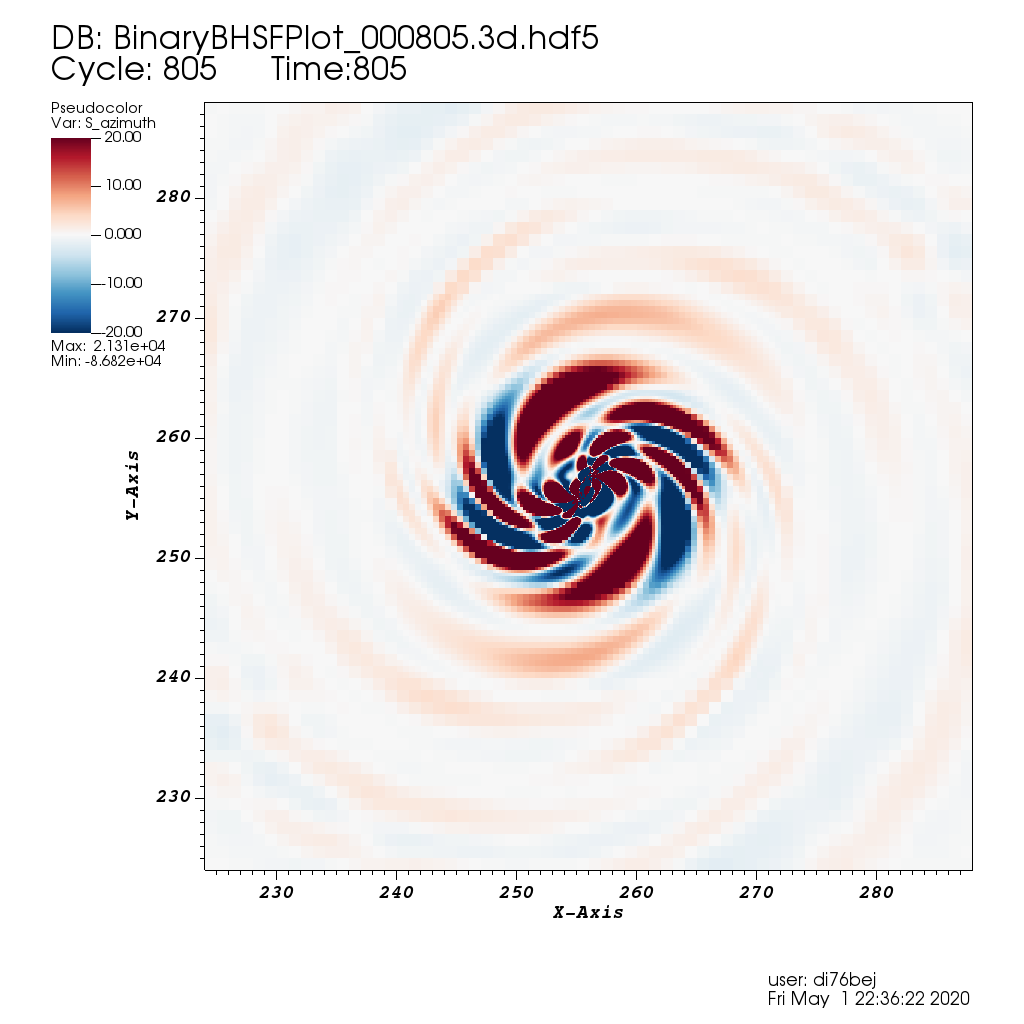 DB: BinaryBHSFPlot_000805.3d.hdf5
Cycle: 805 Time:805
Pseudocolor
Var: S_azimuth
20.00
10.00
0.000
-10.00
-20.00
Max: 2.131e+04
Min: -8.682e+04
280
270
260
250
240
230
Y-Axis
230 240 250 260 270 280
X-Axis
user: di76bej
Fri May 1 22:36:22 2020